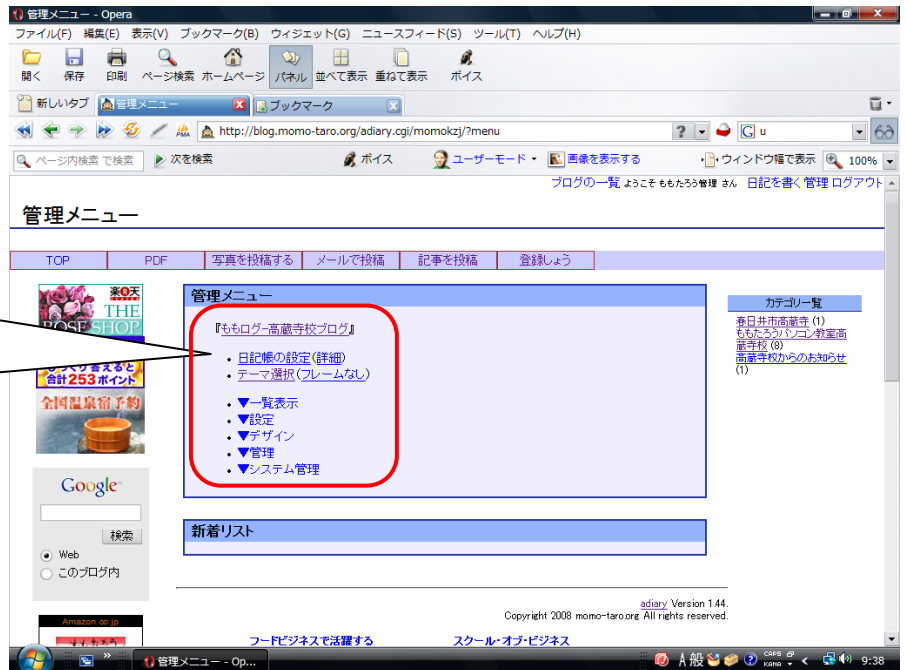 管理メニュー - Opera
ファイル(F) 編集(E) 表示(V) ブックマーク(B) ウィジェット(G) ニュースフィード(S) ツール(T) ヘルプ(H)
開く 保存 印刷 ページ検索 ホームページ パネル 並べて表示 重ねて表示 ボイス
新しいタブ 管理メニュー ブックマーク
http://blog.momo-taro.org/adiary.cgi/momokzj/?menu ? G u
ページ内検索 で検索 次を検索 ボイス ユーザーモード 画像を表示する ウィンドウ幅で表示 100%
ブログの一覧 ようこそ ももたろう管理 さん 日記を書く 管理 ログアウト
管理メニュー
TOP PDF 写真を投稿する メールで投稿 記事を投稿 登録しょう
楽天
THE
ROSE SHOP
合計253ポイント
全国温泉宿予約
Google
検索
Web
このブログ内
Amazon.co.jp
管理メニュー
『ももログ-高蔵寺校ブログ』
・ 日記帳の設定(詳細)
・ テーマ選択(フレームなし)
・ ▼一覧表示
・ ▼設定
・ ▼デザイン
・ ▼管理
・ ▼システム管理
新着リスト
カテゴリ一覧
春日井市高蔵寺 (1)
ももたろうパソコン教室高
蔵寺校 (8)
高蔵寺校からのお知らせ
(1)
adiary Version 1.44.
Copyright 2008 momo-taro.org All rights reserved.
フードビジネスで活躍する スクール・オブ・ビジネス
管理メニュー - Op...
A 般 CAPS KANA 9:38